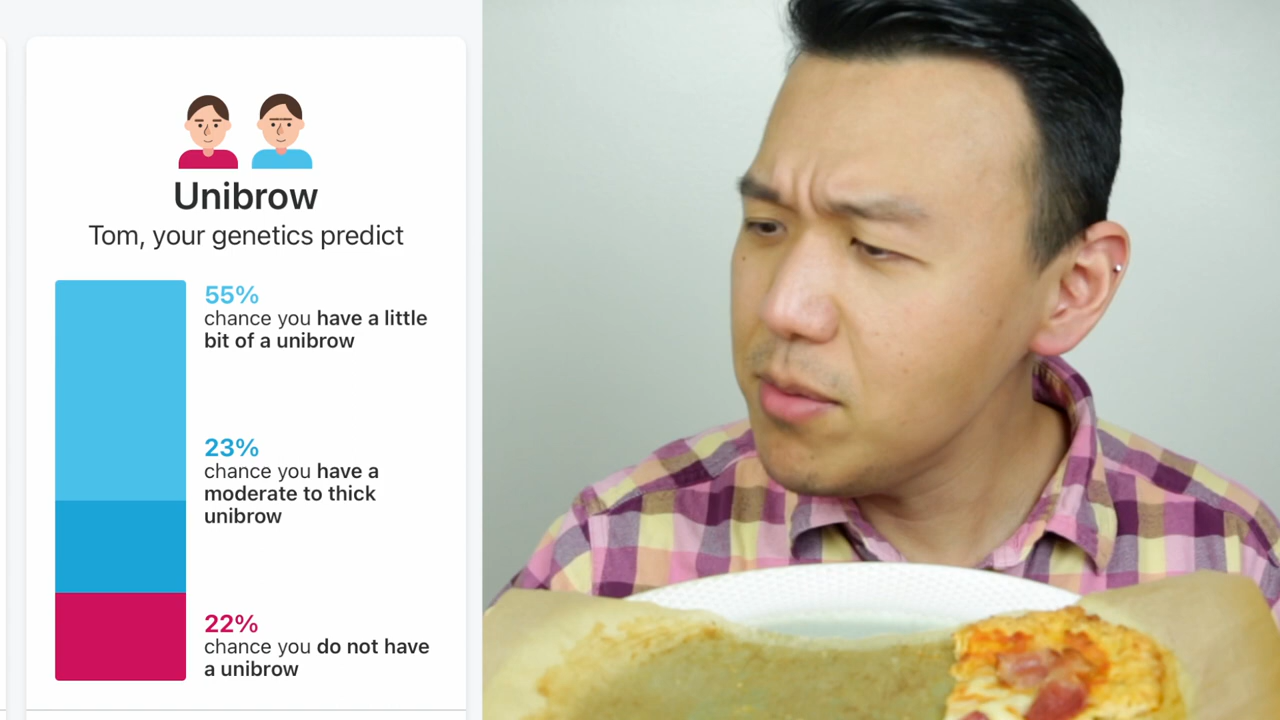 Unibrow
Tom, your genetics predict
55%
chance you have a little
bit of a unibrow
23%
chance you have a
moderate to thick
unibrow
22%
chance you do not have
a unibrow